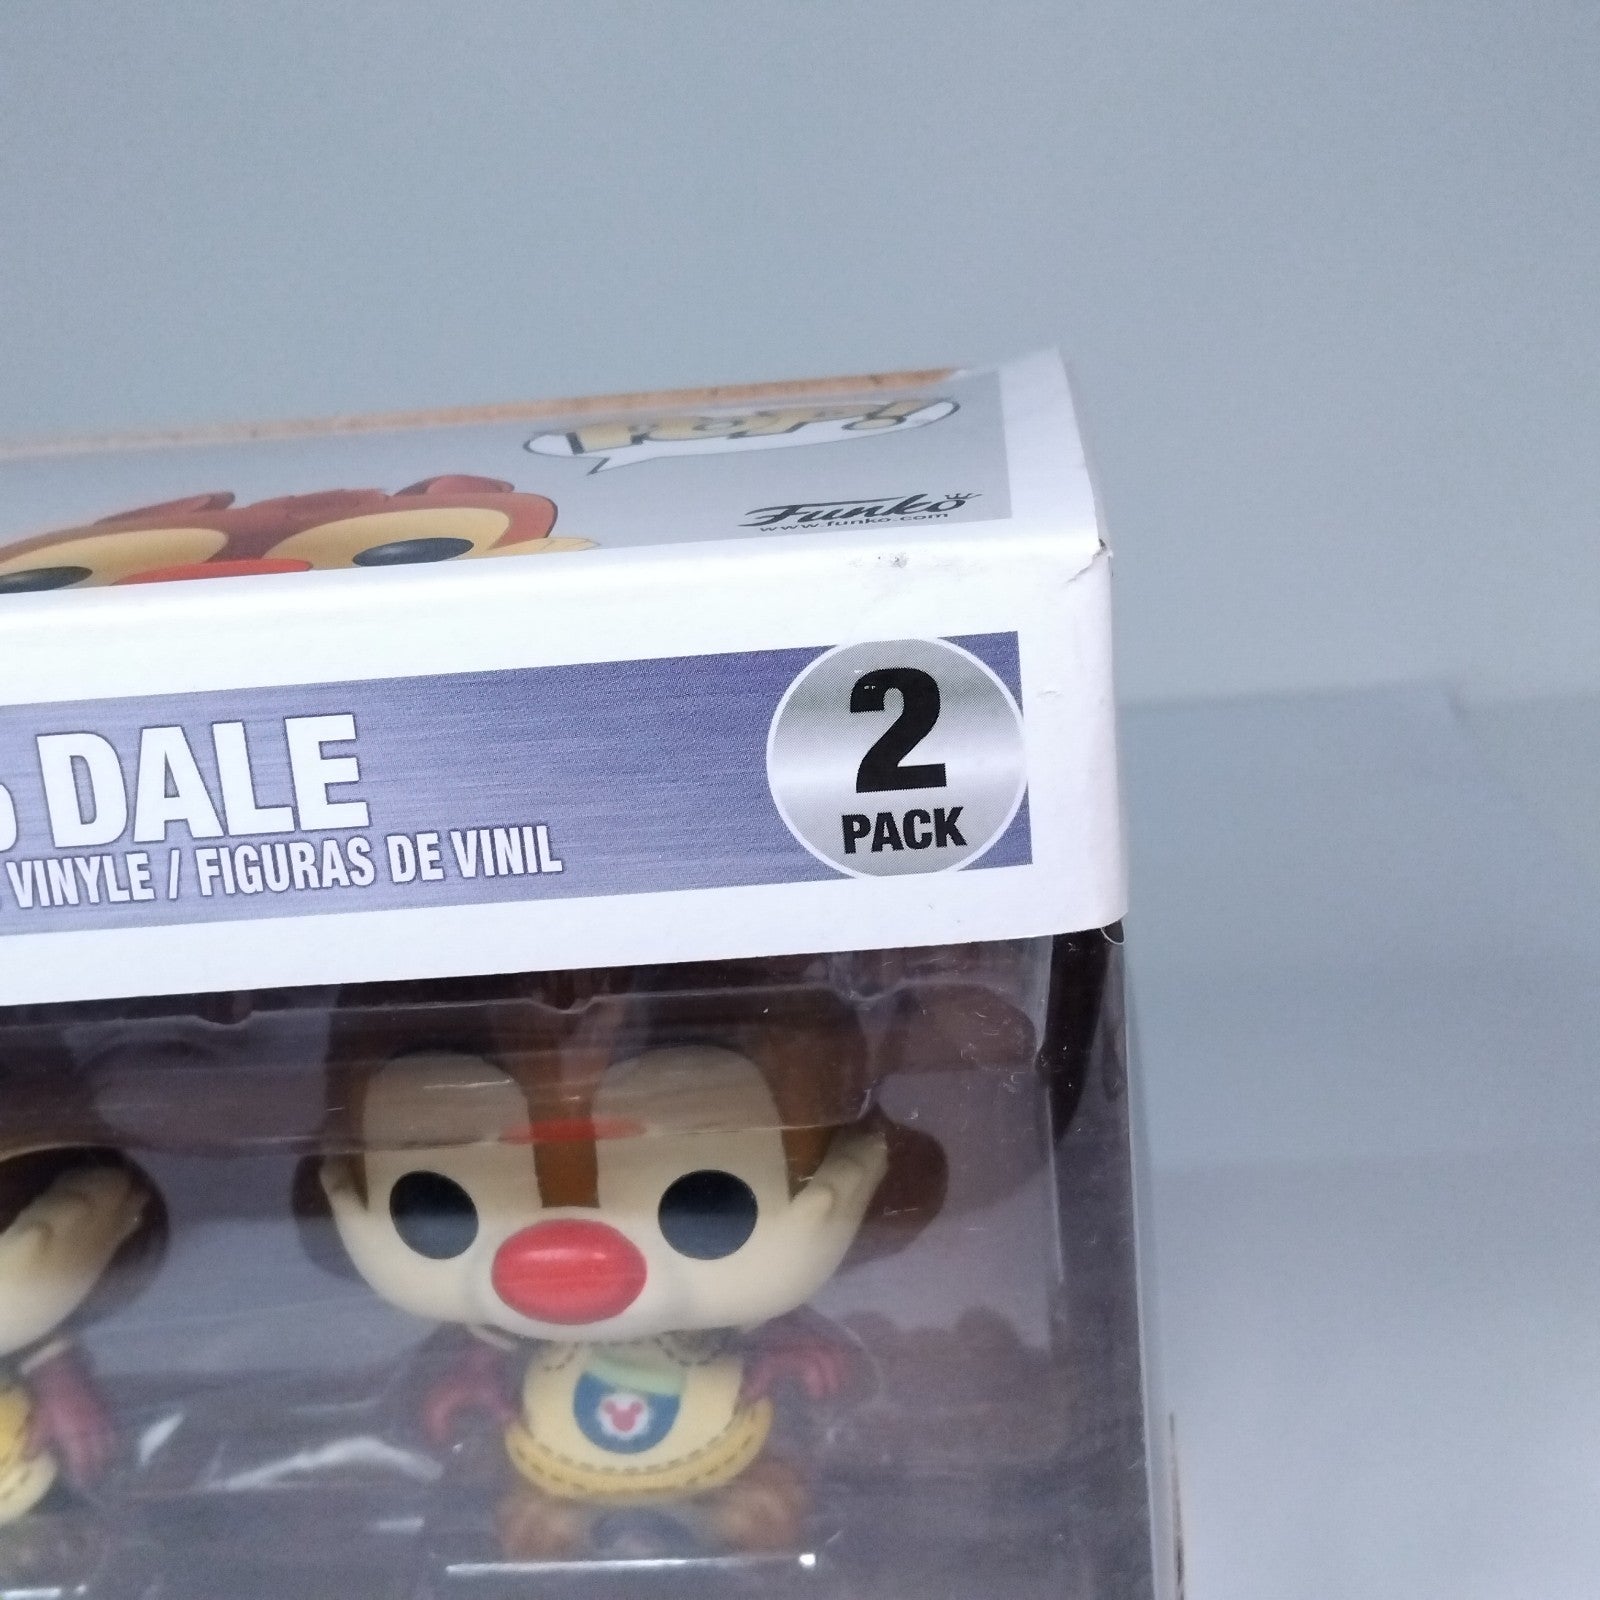 POP!
Funko
www.funko.com
DALE
VINYLE / FIGURAS DE VINIL
2
PACK